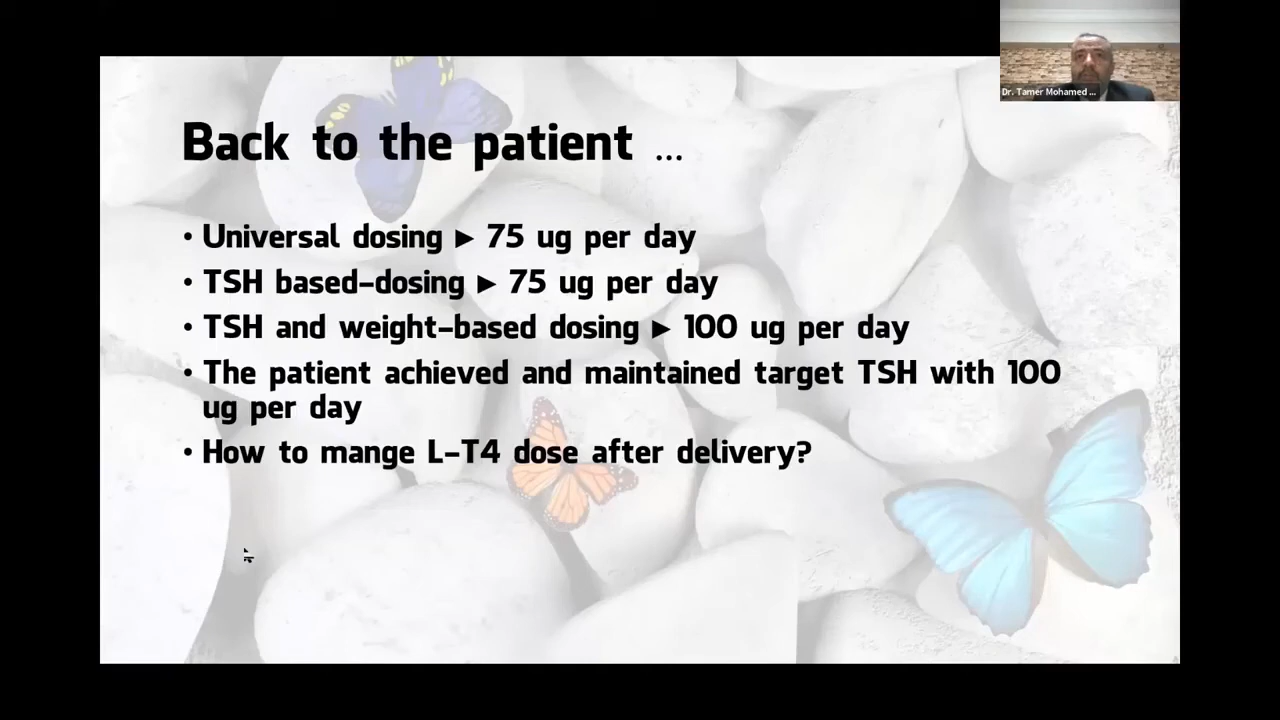 Dr. Tamer Mohamed ...
Back to the patient ...
• Universal dosing ► 75 ug per day
• TSH based-dosing ► 75 ug per day
• TSH and weight-based dosing ► 100 ug per day
• The patient achieved and maintained target TSH with 100
ug per day
• How to mange L-T4 dose after delivery?